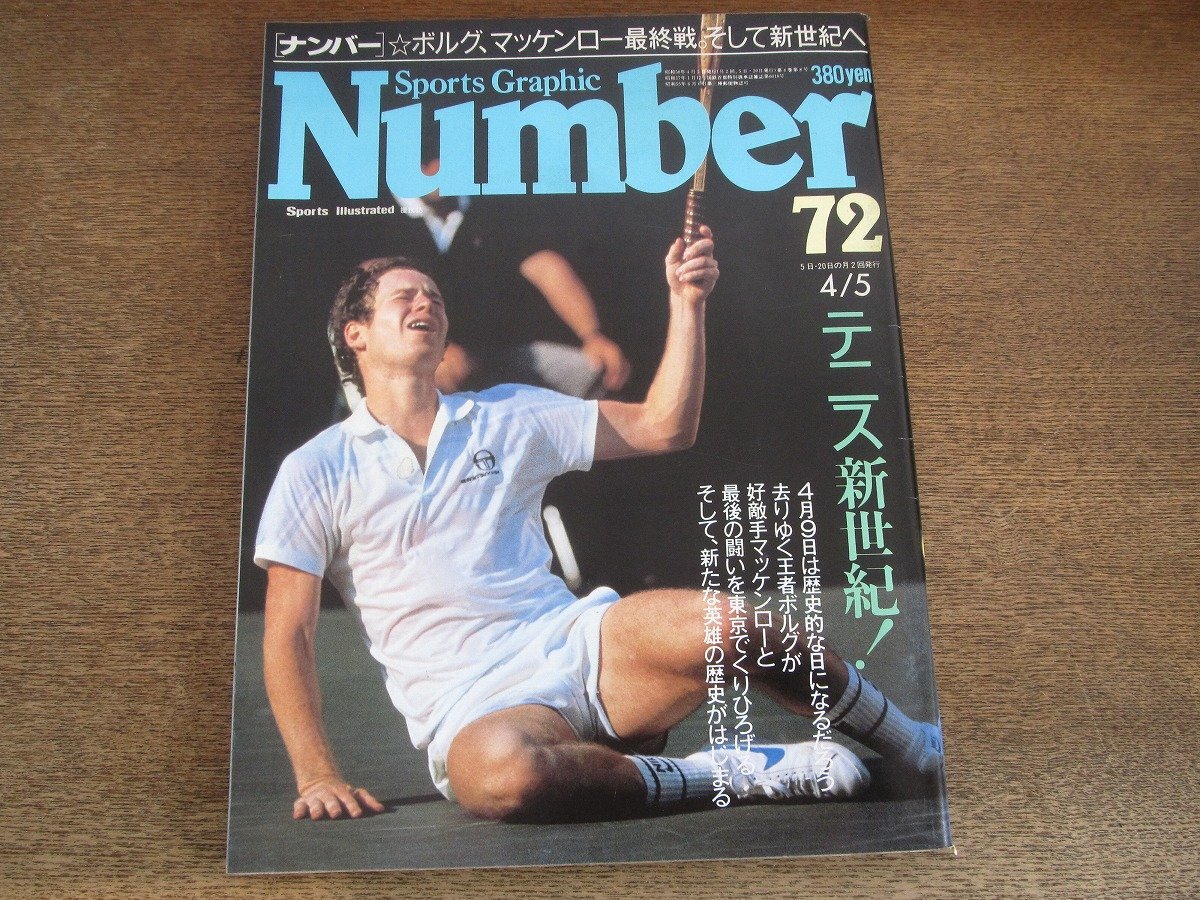 [ナンバー]☆ボルグ、マッケンロー最終戦。そして新世紀へ
Sports Graphic
Number
380yen
Sports Illustrated
72
5日・20日の月2回発行
4/5
テニス新世紀！
4月9日は歴史的な日になるだろう、
去りゆく王者ボルグが
好敵手マッケンローと
最後の闘いを東京でくりひろげる
そして、新たな英雄の歴史がはじまる